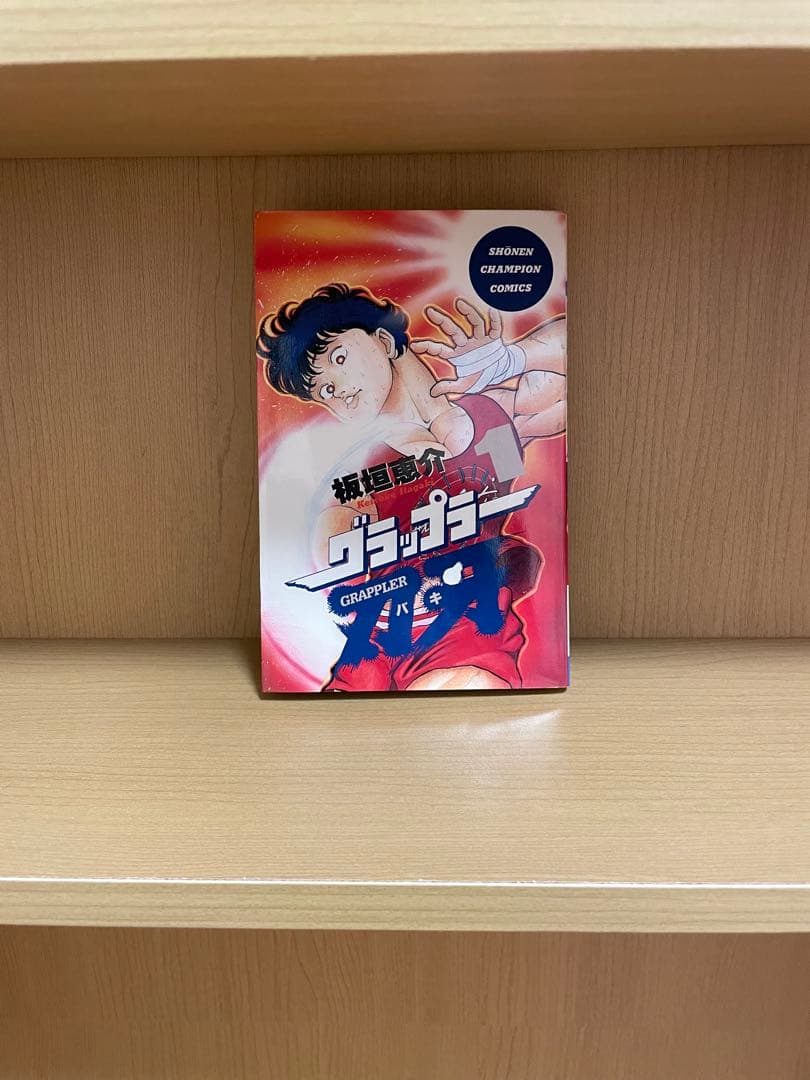 SHŌNEN
CHAMPION
COMICS
1
板垣恵介
Keisuke Itagaki
グラップラー
GRAPPLER
刃牙
バキ